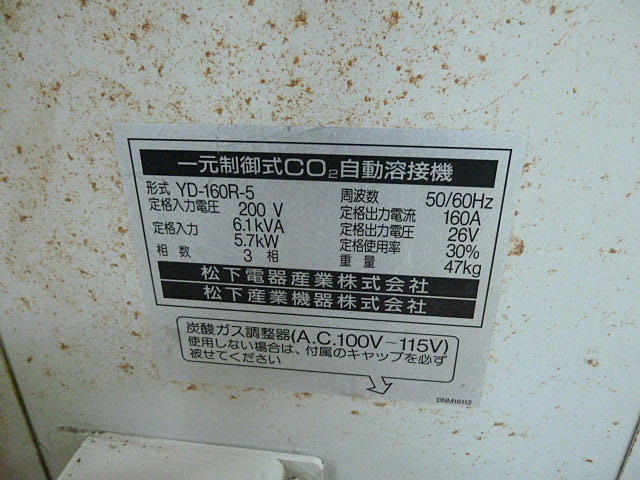 一元制御式CO₂自動溶接機
形式 YD-160R-5
定格入力電圧 200 V
定格入力 6.1kVA
5.7kW
相数 3 相
周波数 50/60Hz
定格出力電流 160A
定格出力電圧 26V
定格使用率 30%
重量 47kg
松下電器産業株式会社
松下産業機器株式会社
炭酸ガス調整器(A.C.100V~115V)
使用しない場合は、付属のキャップを必ず
被せてください
DNM16112